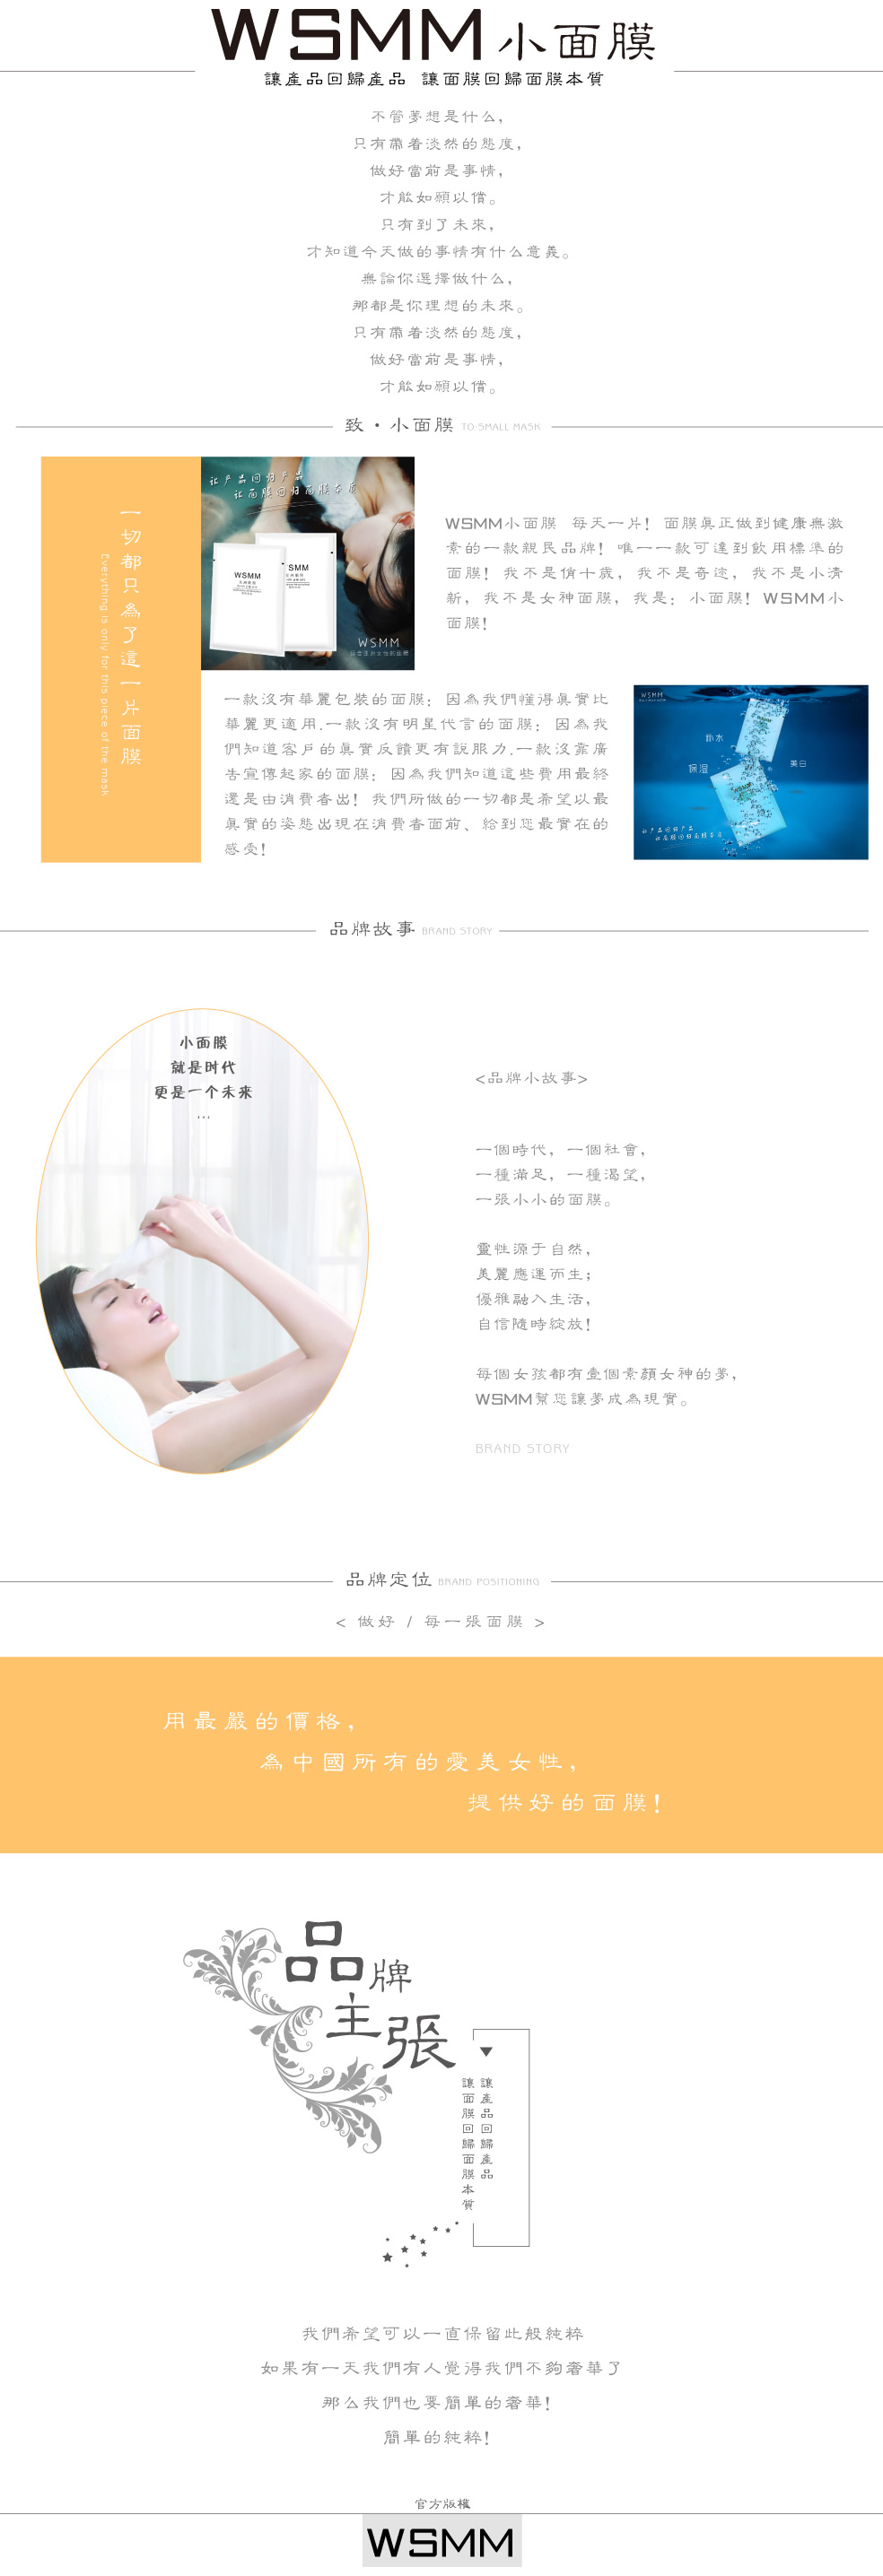 WSMM 小面膜
讓產品回歸產品 讓面膜回歸面膜本質
不管夢想是什么，
只有帶着淡然的態度，
做好當前是事情，
才能如願以償。
只有到了未來，
才知道今天做的事情有什么意義。
無論你選擇做什么，
那都是你理想的未來。
只有帶着淡然的態度，
做好當前是事情，
才能如願以償。
致·小面膜 TO SMALL MASK
一切都只為了這一片面膜
Everything is only for this piece of the mask
让产品回归产品
让面膜回归面膜本质
WSMM
SMM
WSMM
WSMM小面膜 每天一片！面膜真正做到健康無激
素的一款親民品牌！唯一一款可達到飲用標準的
面膜！我不是俏十歲，我不是奇迹，我不是小清
新，我不是女神面膜，我是：小面膜！WSMM小
面膜！
一款沒有華麗包裝的面膜；因為我們懂得真實比
華麗更適用.一款沒有明星代言的面膜；因為我
們知道客戶的真實反饋更有說服力.一款沒靠廣
告宣傳起家的面膜；因為我們知道這些費用最終
還是由消費者出！我們所做的一切都是希望以最
真實的姿態出現在消費者面前、給到您最實在的
感受！
WSMM
补水
保湿
美白
让产品回归产品
让面膜回归面膜本质
品牌故事 BRAND STORY
小面膜
就是时代
更是一个未来
...
<品牌小故事>
一個時代，一個社會，
一種滿足，一種渴望，
一張小小的面膜。
靈性源于自然，
美麗應運而生；
優雅融入生活，
自信隨時綻放！
每個女孩都有壹個素顏女神的夢，
WSMM幫您讓夢成為現實。
BRAND STORY
品牌定位 BRAND POSITIONING
< 做好 / 每一張面膜 >
用最嚴的價格，
為中國所有的愛美女性，
提供好的面膜！
品牌
主張
讓產品回歸產品
讓面膜回歸面膜本質
我們希望可以一直保留此般純粹
如果有一天我們有人覺得我們不夠奢華了
那么我們也要簡單的奢華！
簡單的純粹！
官方版權
WSMM